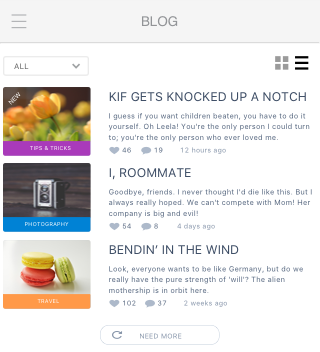 BLOG
ALL
NEW
TIPS & TRICKS
KIF GETS KNOCKED UP A NOTCH
I guess if you want children beaten, you have to do it
yourself. Oh Leela! You're the only person I could turn
to; you're the only person who ever loved me.
46 19 12 hours ago
PHOTOGRAPHY
I, ROOMMATE
Goodbye, friends. I never thought I'd die like this. But I
always really hoped. We can't compete with Mom! Her
company is big and evil!
54 8 4 days ago
TRAVEL
BENDIN' IN THE WIND
Look, everyone wants to be like Germany, but do we
really have the pure strength of 'will'? The alien
mothership is in orbit here.
102 37 2 weeks ago
NEED MORE